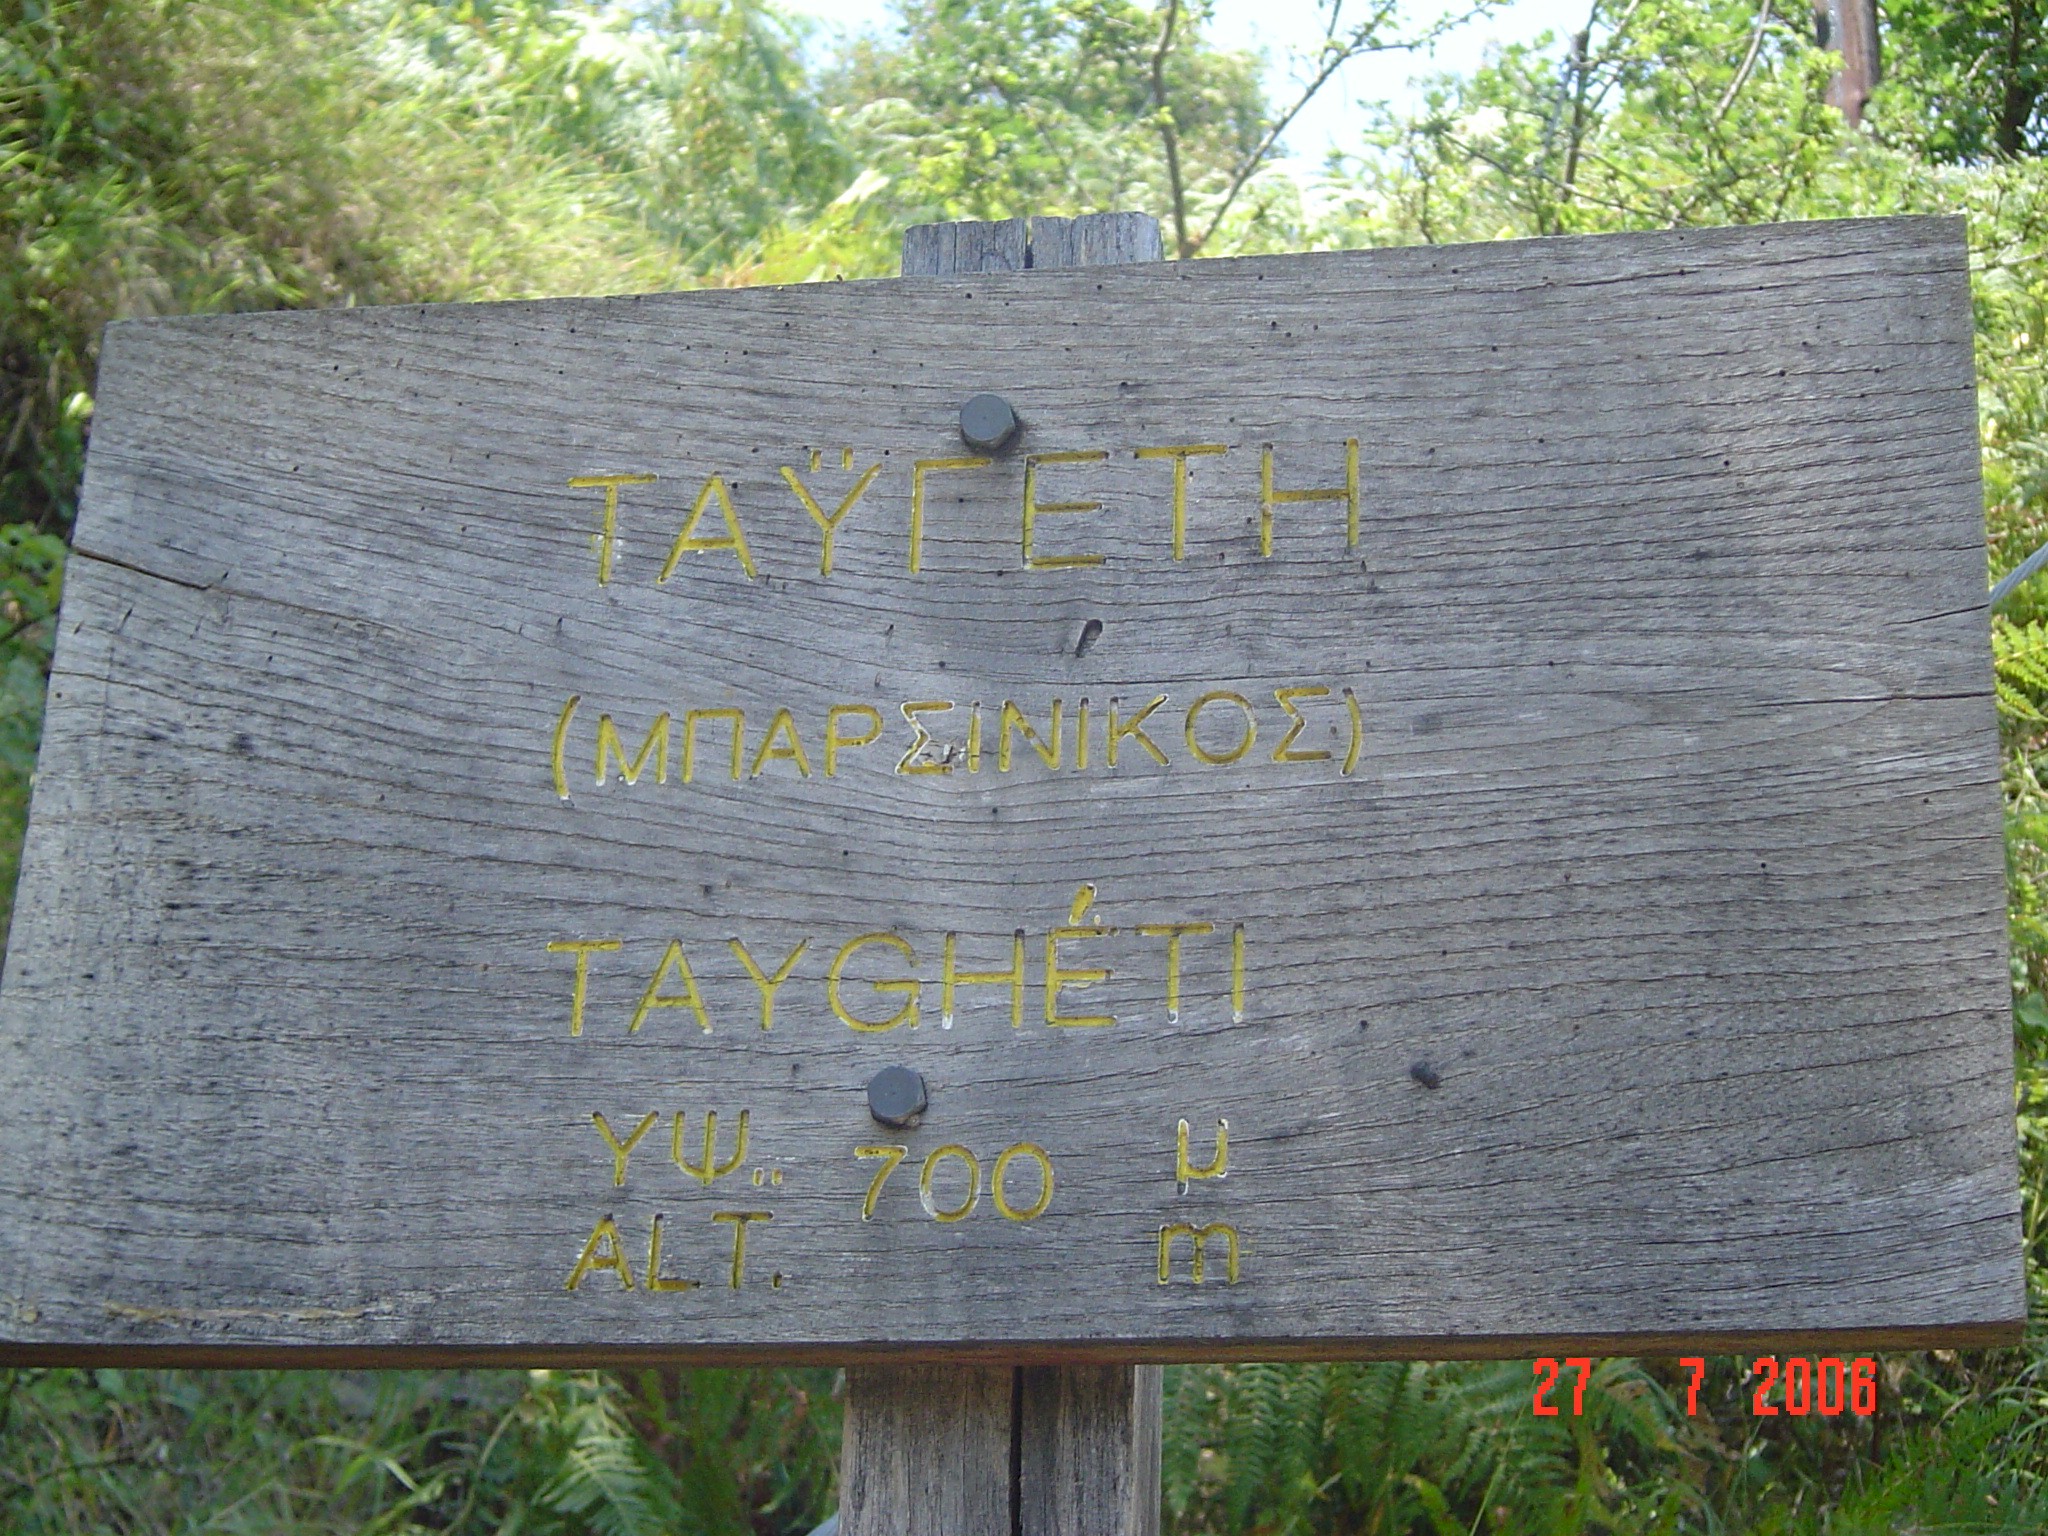 ΤΑΫΓΕΤΗ
(ΜΠΑΡΣΙΝΙΚΟΣ)
TAYGHÉTI
ΥΨ.. 700 μ
ALT. m
27 7 2006